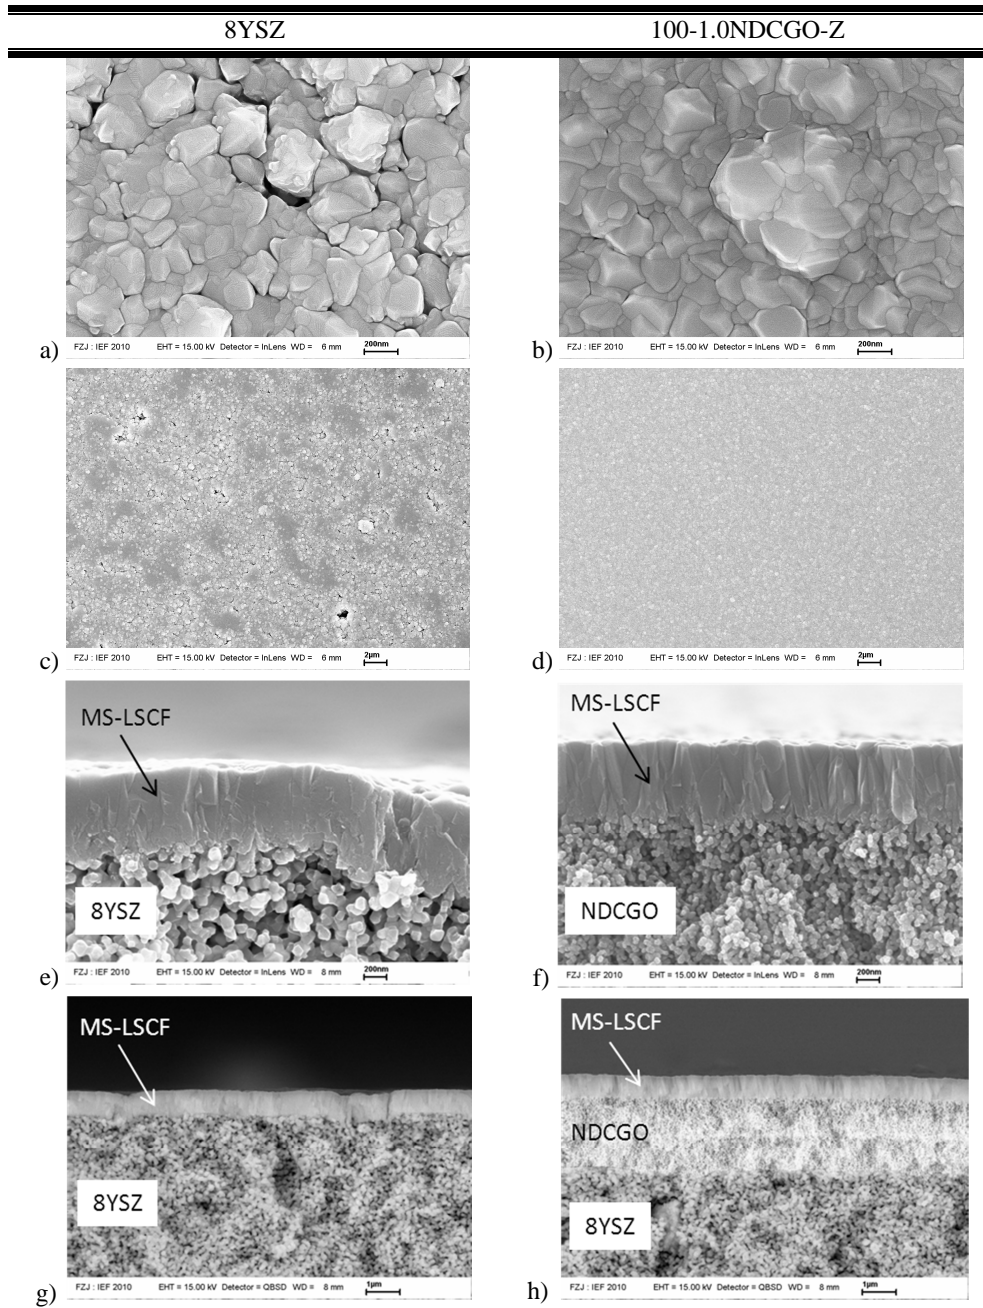 8YSZ 100-1.0NDCGO-Z
a) FZJ : IEF 2010 EHT = 15.00 kV Detector = InLens WD = 6 mm 200nm
b) FZJ : IEF 2010 EHT = 15.00 kV Detector = InLens WD = 6 mm 200nm
c) FZJ : IEF 2010 EHT = 15.00 kV Detector = InLens WD = 6 mm 2µm
d) FZJ : IEF 2010 EHT = 15.00 kV Detector = InLens WD = 6 mm 2µm
MS-LSCF
8YSZ
e) FZJ : IEF 2010 EHT = 15.00 kV Detector = InLens WD = 8 mm 200nm
MS-LSCF
NDCGO
f) FZJ : IEF 2010 EHT = 15.00 kV Detector = InLens WD = 8 mm 200nm
MS-LSCF
8YSZ
g) FZJ : IEF 2010 EHT = 15.00 kV Detector = QBSD WD = 8 mm 1µm
MS-LSCF
NDCGO
8YSZ
h) FZJ : IEF 2010 EHT = 15.00 kV Detector = QBSD WD = 8 mm 1µm